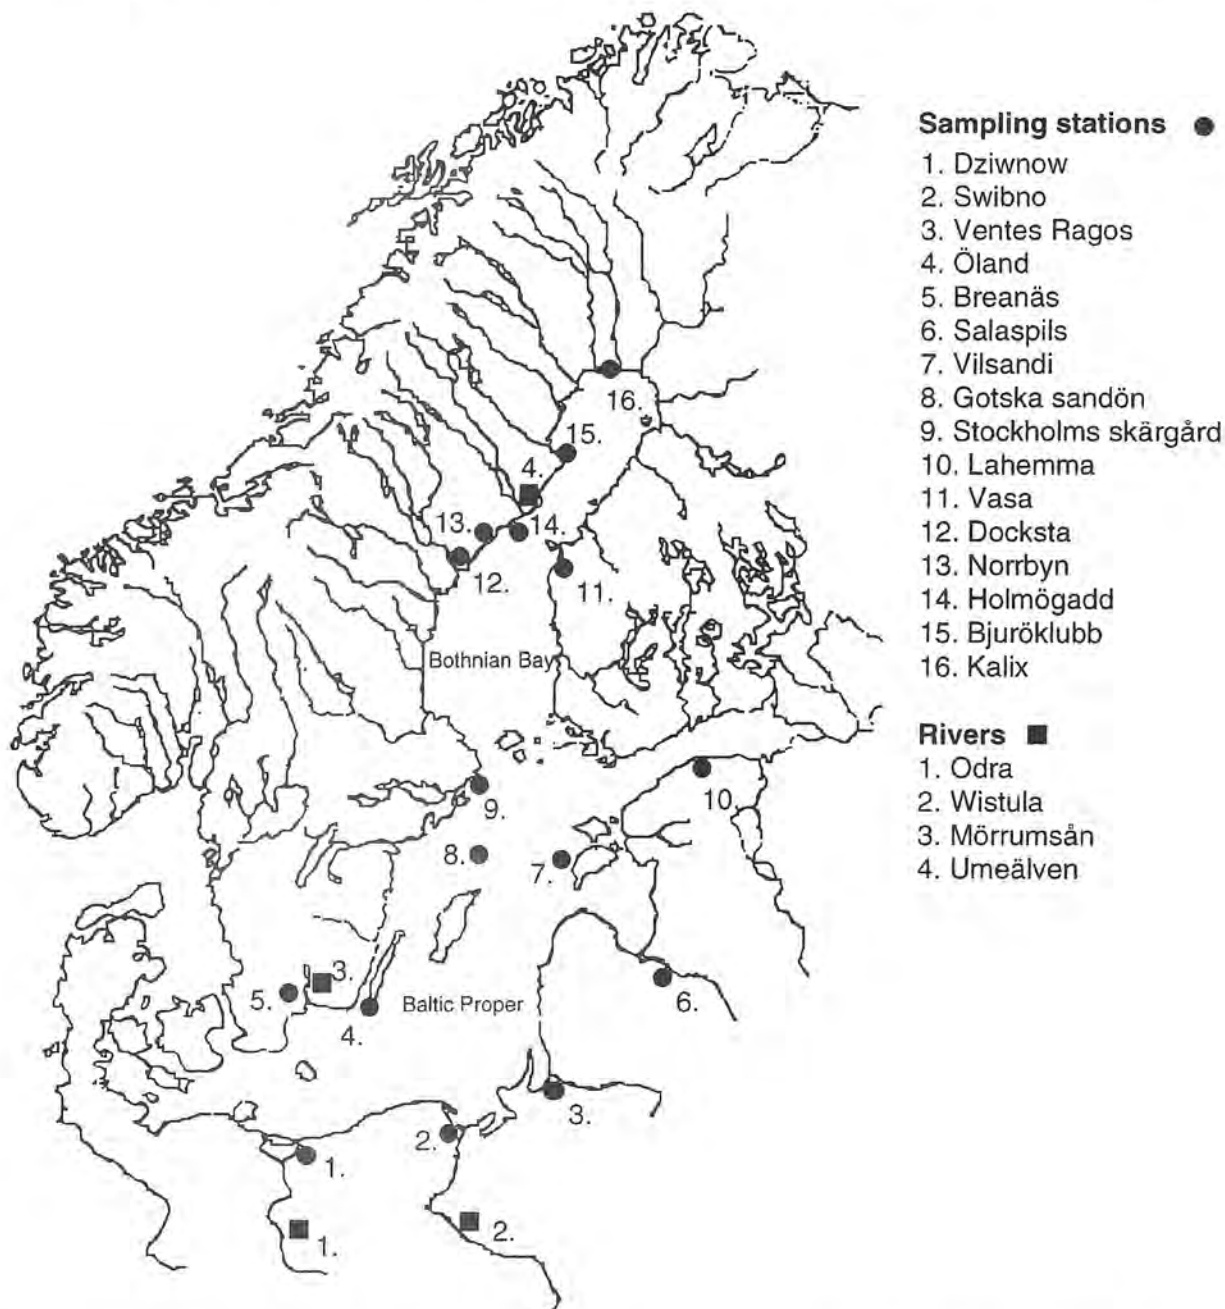 Sampling stations
1. Dziwnow
2. Swibno
3. Ventes Ragos
4. Öland
5. Breanäs
6. Salaspils
7. Vilsandi
8. Gotska sandön
9. Stockholms skärgård
10. Lahemma
11. Vasa
12. Docksta
13. Norrbyn
14. Holmögadd
15. Bjuröklubb
16. Kalix
Rivers
1. Odra
2. Wistula
3. Mörrumsån
4. Umeälven
16.
15.
4.
13.
14.
12.
11.
Bothnian Bay
10.
9.
8.
7.
3.
5.
4.
Baltic Proper
6.
3.
2.
1.
1.
2.